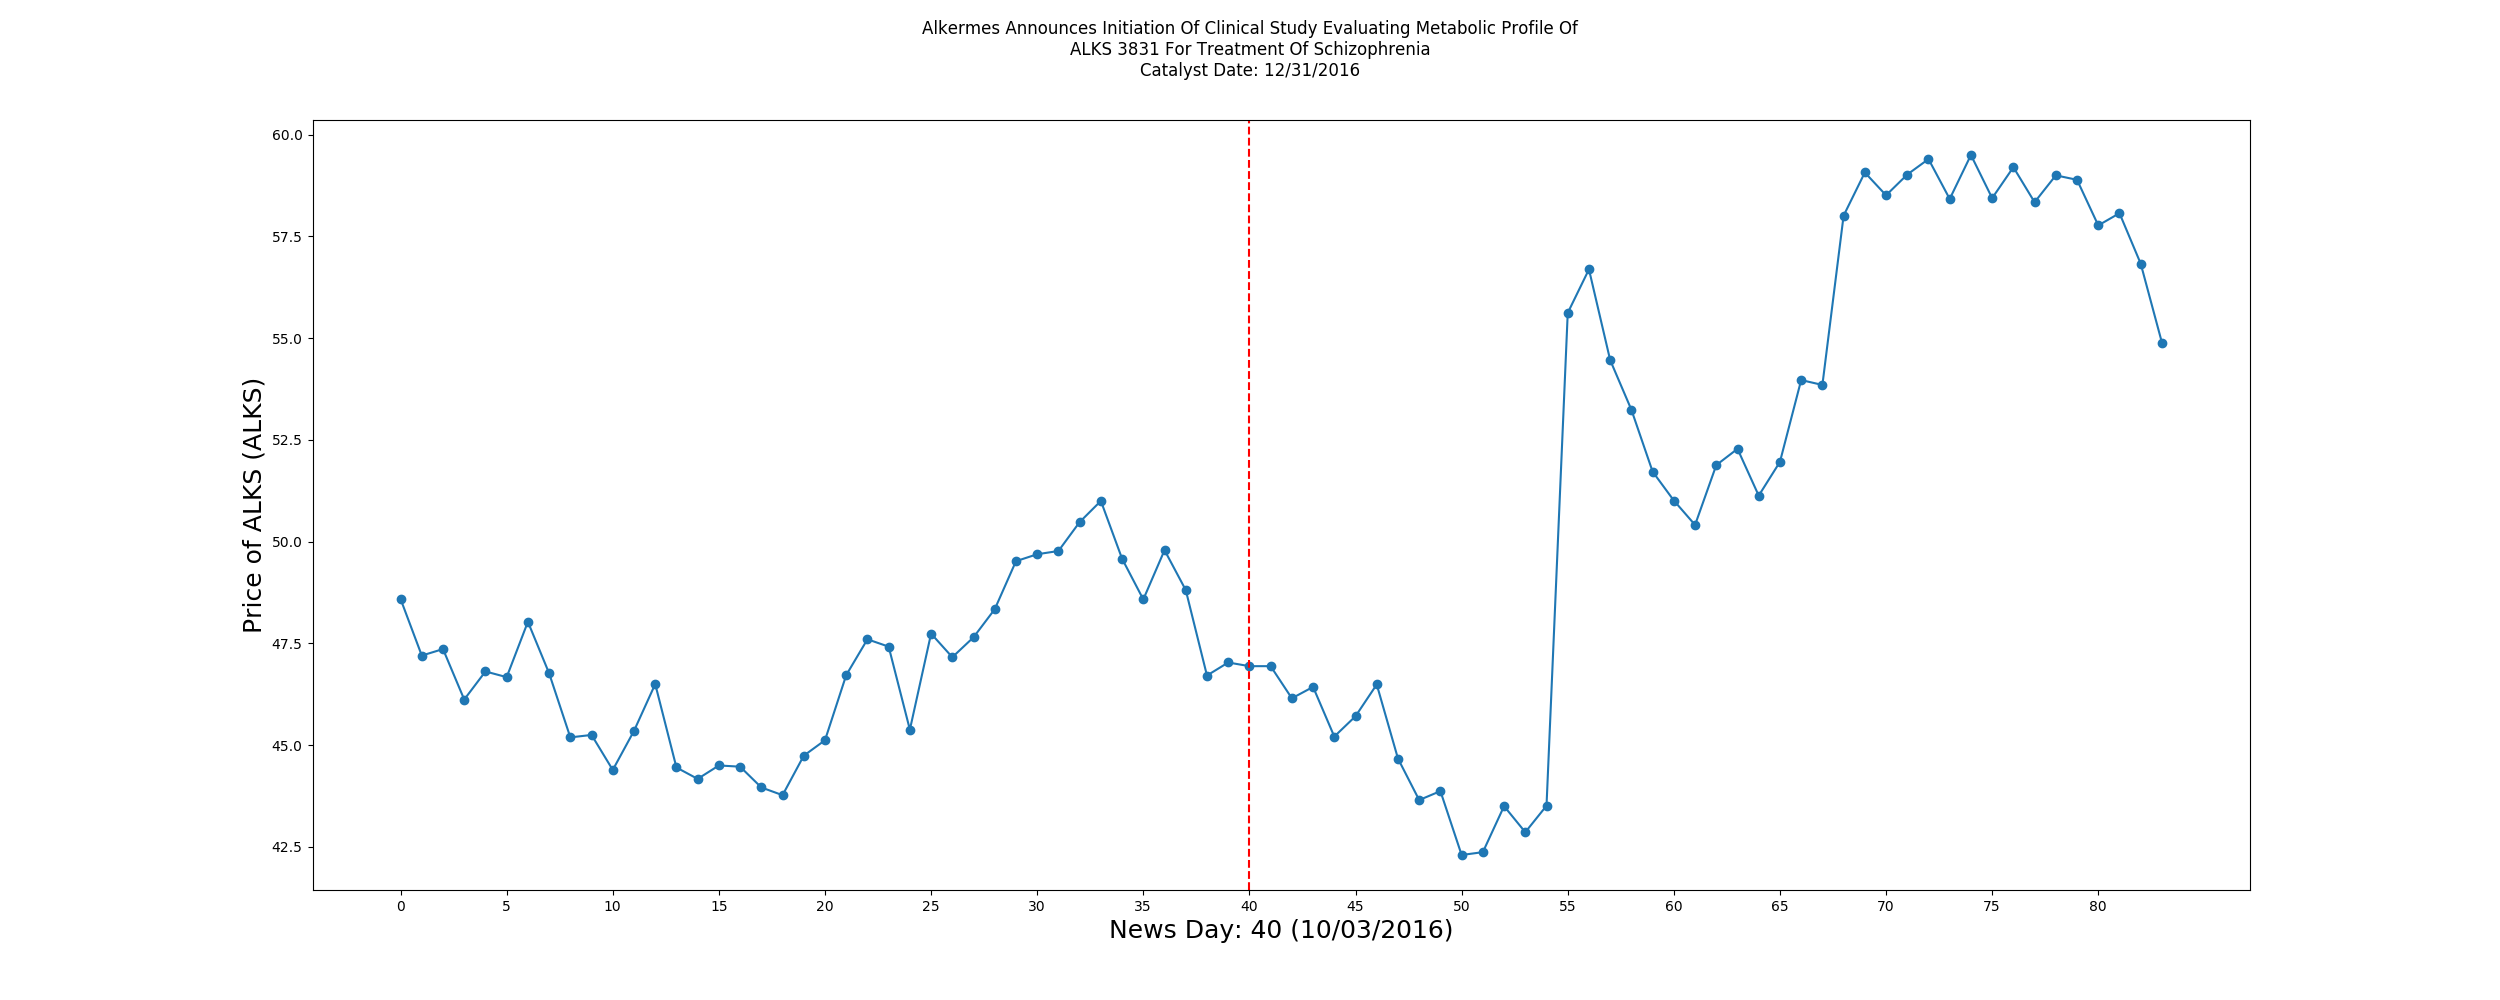 Alkermes Announces Initiation Of Clinical Study Evaluating Metabolic Profile Of
ALKS 3831 For Treatment Of Schizophrenia
Catalyst Date: 12/31/2016
Price of ALKS (ALKS)
60.0
57.5
55.0
52.5
50.0
47.5
45.0
42.5
0 5 10 15 20 25 30 35 40 45 50 55 60 65 70 75 80
News Day: 40 (10/03/2016)